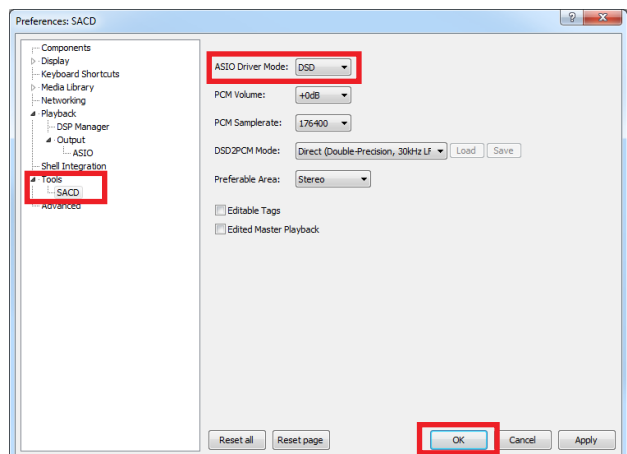 Preferences: SACD
Components
Display
Keyboard Shortcuts
Media Library
Networking
Playback
DSP Manager
Output
ASIO
Shell Integration
Tools
SACD
Advanced
ASIO Driver Mode: DSD
PCM Volume: +0dB
PCM Samplerate: 176400
DSD2PCM Mode: Direct (Double-Precision, 30kHz LF Load Save
Preferable Area: Stereo
Editable Tags
Edited Master Playback
Reset all Reset page OK Cancel Apply